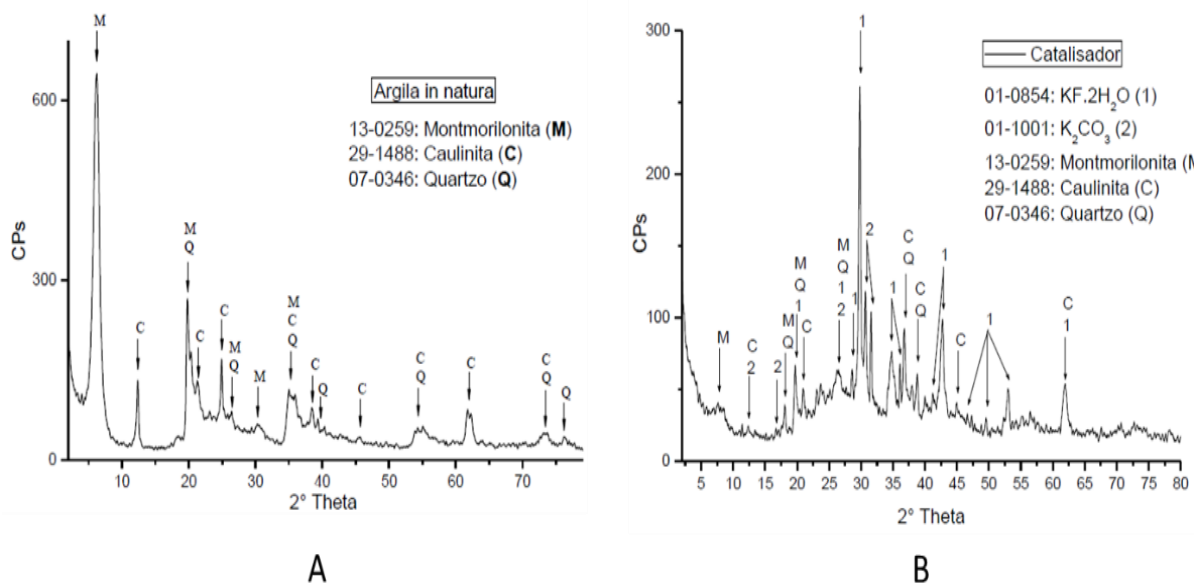 M
600
300
0
CPs
Argila in natura
13-0259: Montmorilonita (M)
29-1488: Caulinita (C)
07-0346: Quartzo (Q)
C
M
Q
C
C
M
Q
M
M
C
Q
C
Q
C
C
Q
C
C
Q
Q
10 20 30 40 50 60 70
2° Theta
A
300
200
100
0
CPs
1
Catalisador
01-0854: KF.2H2O (1)
01-1001: K2CO3 (2)
13-0259: Montmorilonita (M
29-1488: Caulinita (C)
07-0346: Quartzo (Q)
M
C
2
2
M
Q
M
Q
1
C
M
Q
1
2
1
2
1
C
Q
C
Q
1
C
1
C
1
5 10 15 20 25 30 35 40 45 50 55 60 65 70 75 80
2° Theta
B